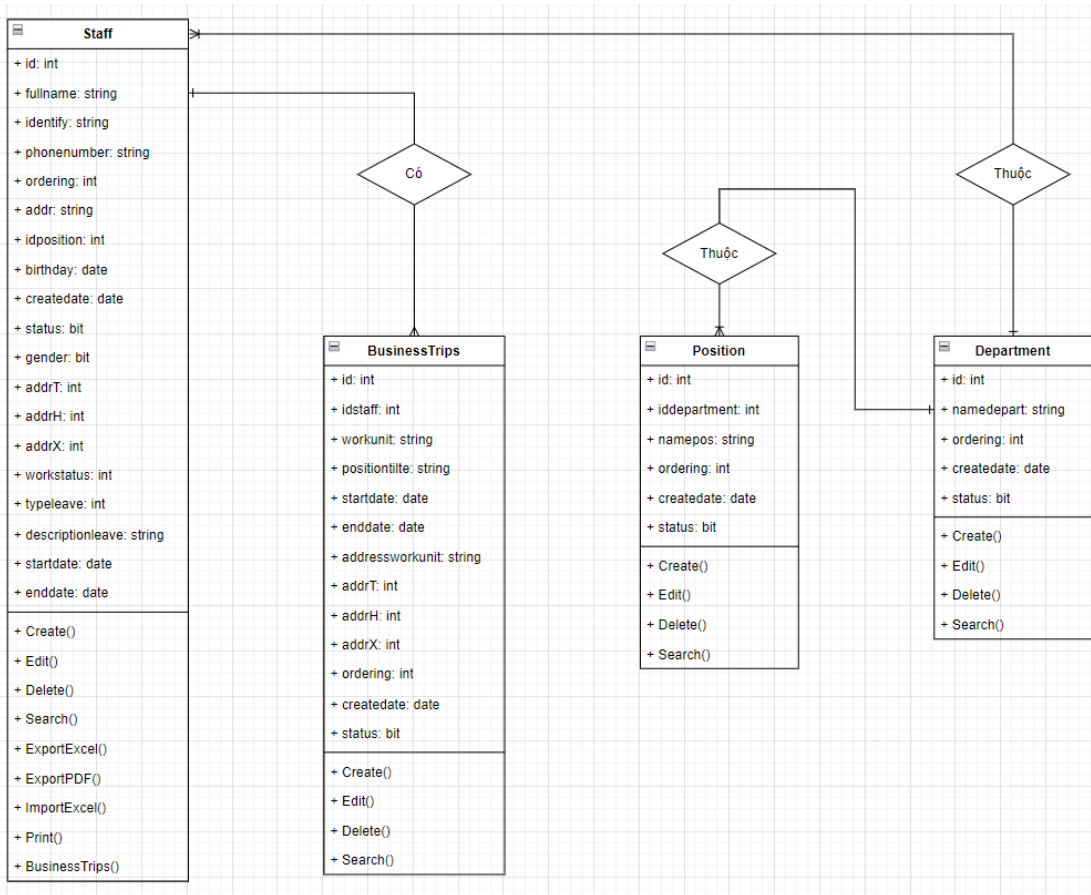 Staff
+ id: int
+ fullname: string
+ identify: string
+ phonenumber: string
+ ordering: int
+ addr: string
+ idposition: int
+ birthday: date
+ createdate: date
+ status: bit
+ gender: bit
+ addrT: int
+ addrH: int
+ addrX: int
+ workstatus: int
+ typeleave: int
+ descriptionleave: string
+ startdate: date
+ enddate: date
+ Create()
+ Edit()
+ Delete()
+ Search()
+ ExportExcel()
+ ExportPDF()
+ ImportExcel()
+ Print()
+ BusinessTrips()
Có
BusinessTrips
+ id: int
+ idstaff: int
+ workunit: string
+ positiontilte: string
+ startdate: date
+ enddate: date
+ addressworkunit: string
+ addrT: int
+ addrH: int
+ addrX: int
+ ordering: int
+ createdate: date
+ status: bit
+ Create()
+ Edit()
+ Delete()
+ Search()
Thuộc
Position
+ id: int
+ iddepartment: int
+ namepos: string
+ ordering: int
+ createdate: date
+ status: bit
+ Create()
+ Edit()
+ Delete()
+ Search()
Thuộc
Department
+ id: int
+ namedepart: string
+ ordering: int
+ createdate: date
+ status: bit
+ Create()
+ Edit()
+ Delete()
+ Search()